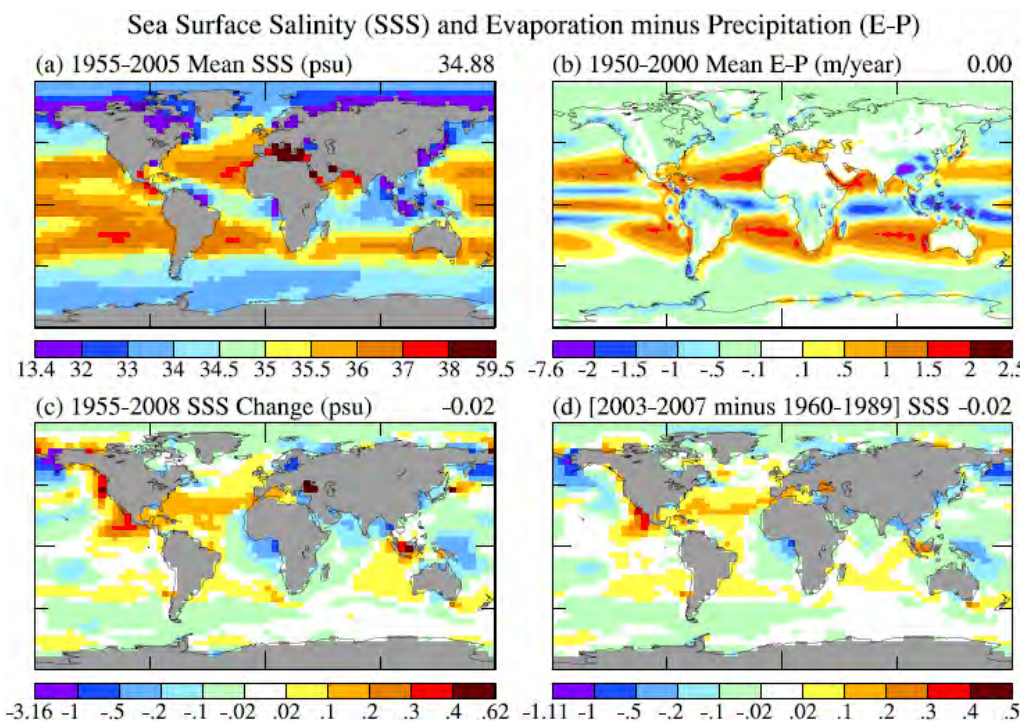 Sea Surface Salinity (SSS) and Evaporation minus Precipitation (E-P)
(a) 1955-2005 Mean SSS (psu) 34.88
(b) 1950-2000 Mean E-P (m/year) 0.00
13.4 32 33 34 34.5 35 35.5 36 37 38 59.5
-7.6 -2 -1.5 -1 -.5 -.1 .1 .5 1 1.5 2 2.5
(c) 1955-2008 SSS Change (psu) -0.02
(d) [2003-2007 minus 1960-1989] SSS -0.02
-3.16 -1 -.5 -.2 -.1 -.02 .02 .1 .2 .3 .4 .62
-1.11 -1 -.5 -.2 -.1 -.02 .02 .1 .2 .3 .4 .5